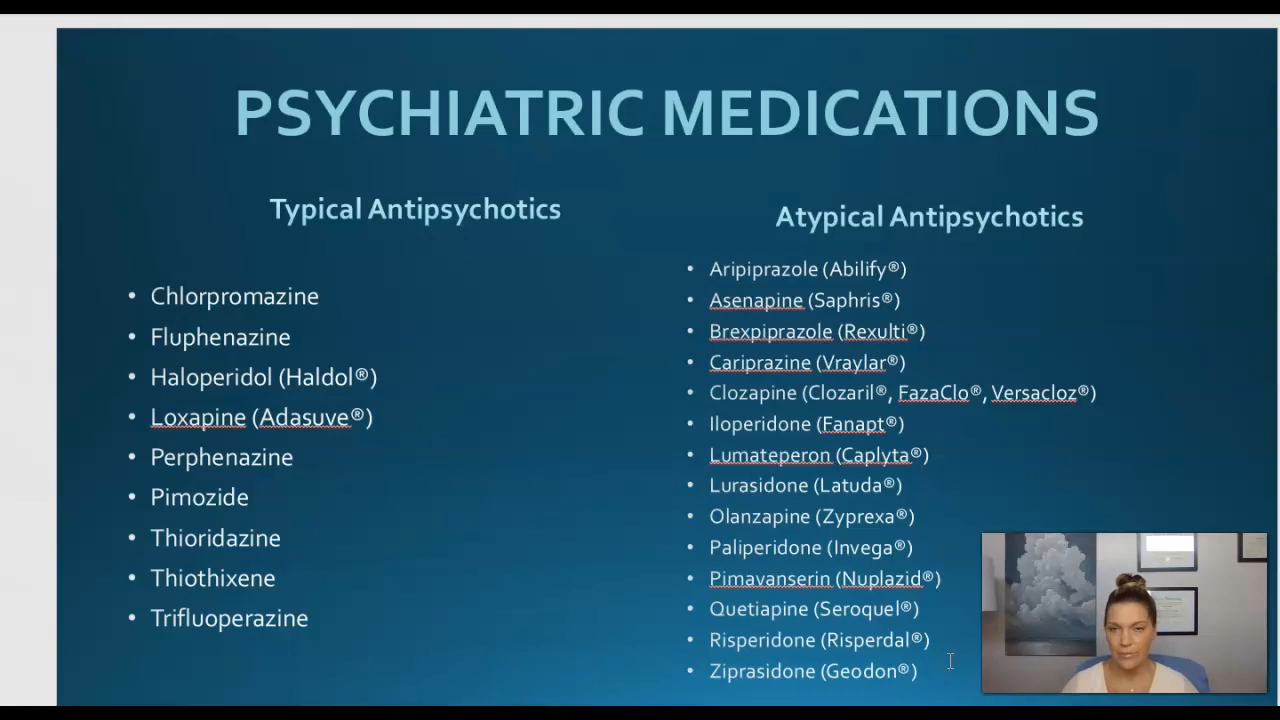 PSYCHIATRIC MEDICATIONS
Typical Antipsychotics
• Chlorpromazine
• Fluphenazine
• Haloperidol (Haldol®)
• Loxapine (Adasuve®)
• Perphenazine
• Pimozide
• Thioridazine
• Thiothixene
• Trifluoperazine
Atypical Antipsychotics
• Aripiprazole (Abilify®)
• Asenapine (Saphris®)
• Brexpiprazole (Rexulti®)
• Cariprazine (Vraylar®)
• Clozapine (Clozaril®, FazaClo®, Versacloz®)
• Iloperidone (Fanapt®)
• Lumateperon (Caplyta®)
• Lurasidone (Latuda®)
• Olanzapine (Zyprexa®)
• Paliperidone (Invega®)
• Pimavanserin (Nuplazid®)
• Quetiapine (Seroquel®)
• Risperidone (Risperdal®)
• Ziprasidone (Geodon®)